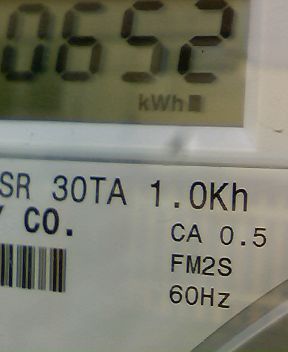 0652
kWh
SR 30TA 1.0Kh
Y CO.
CA 0.5
FM2S
60Hz